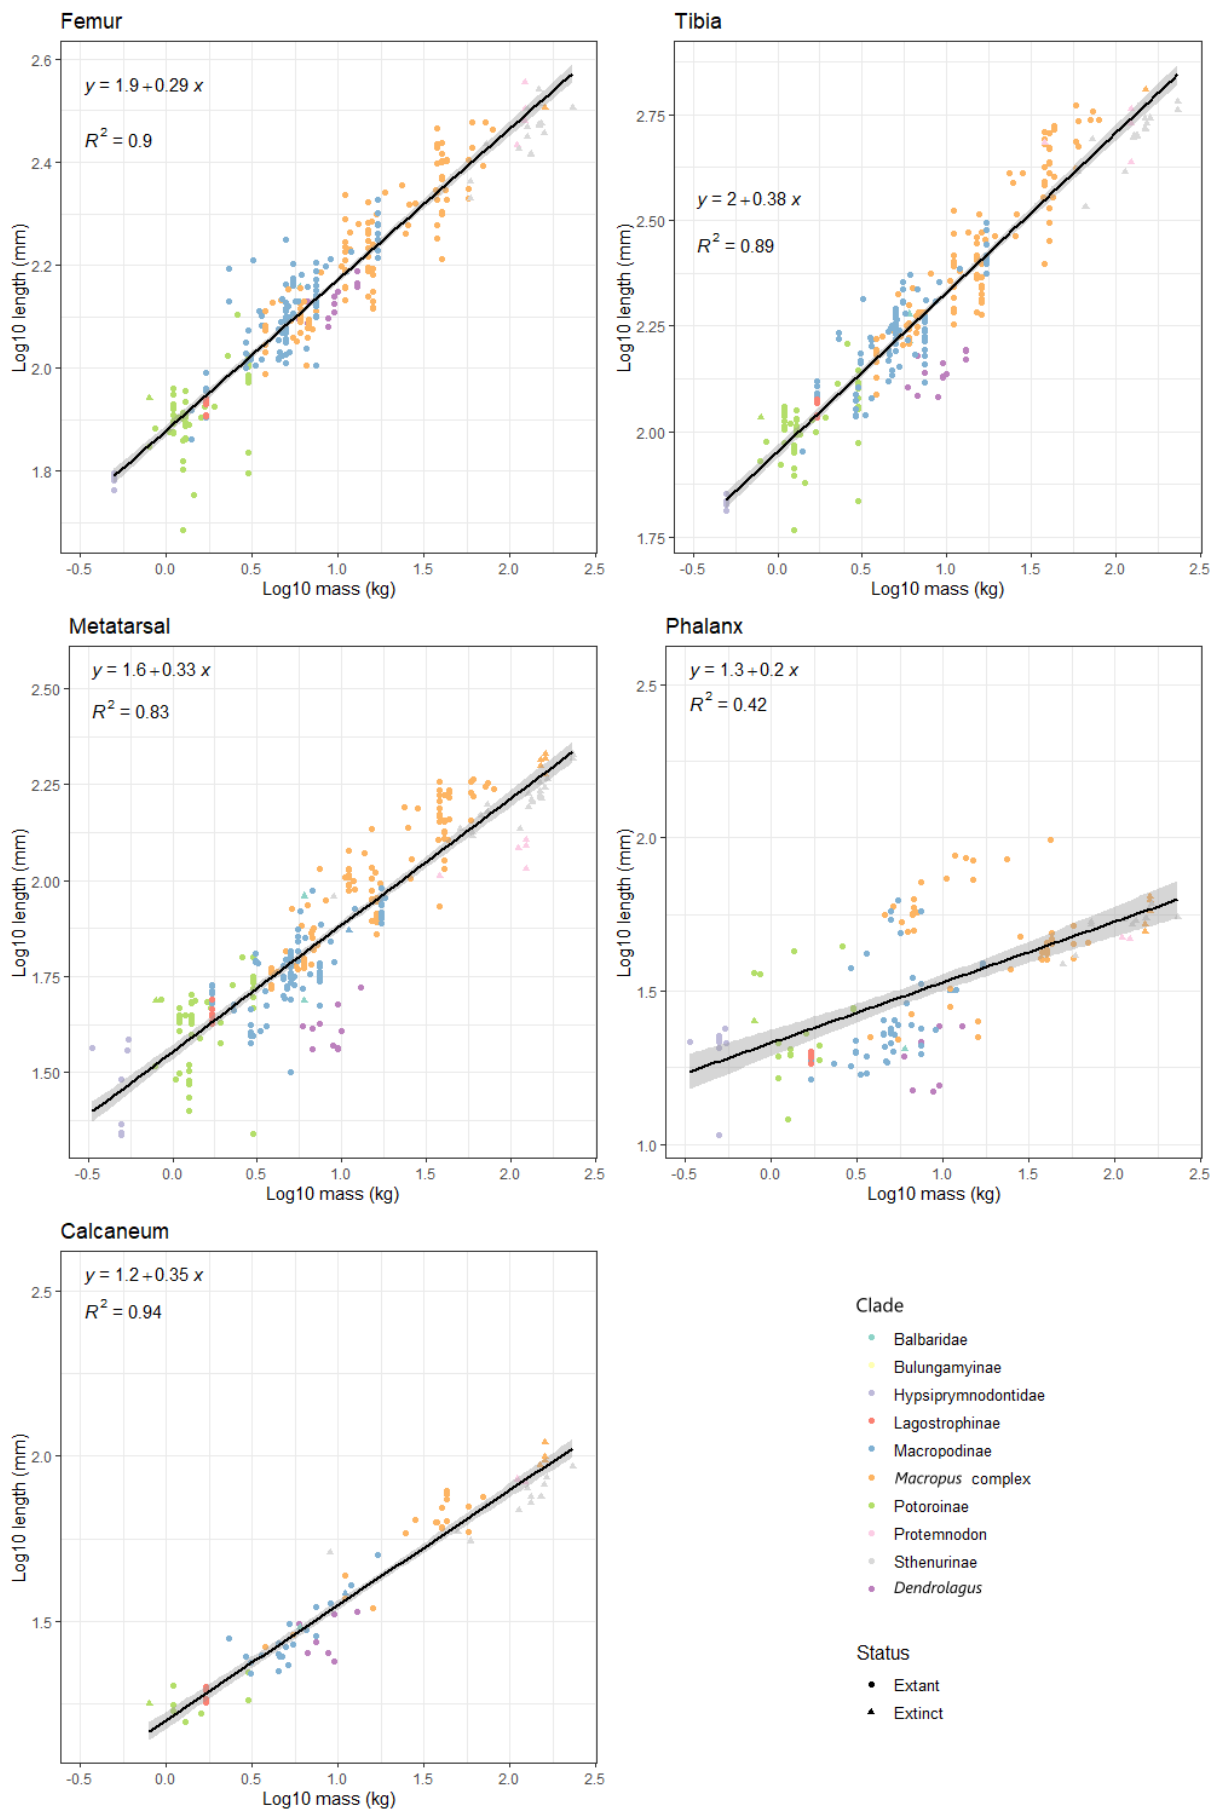 Femur
y = 1.9+0.29 x
R² = 0.9
2.6
2.4
2.2
2.0
1.8
Log10 length (mm)
-0.5 0.0 0.5 1.0 1.5 2.0 2.5
Log10 mass (kg)
Tibia
y = 2+0.38 x
R² = 0.89
2.75
2.50
2.25
2.00
1.75
Log10 length (mm)
-0.5 0.0 0.5 1.0 1.5 2.0 2.5
Log10 mass (kg)
Metatarsal
y = 1.6+0.33 x
R² = 0.83
2.50
2.25
2.00
1.75
1.50
Log10 length (mm)
-0.5 0.0 0.5 1.0 1.5 2.0 2.5
Log10 mass (kg)
Phalanx
y = 1.3+0.2 x
R² = 0.42
2.5
2.0
1.5
1.0
Log10 length (mm)
-0.5 0.0 0.5 1.0 1.5 2.0 2.5
Log10 mass (kg)
Calcaneum
y = 1.2+0.35 x
R² = 0.94
2.5
2.0
1.5
Log10 length (mm)
-0.5 0.0 0.5 1.0 1.5 2.0 2.5
Log10 mass (kg)
Clade
Balbaridae
Bulungamyinae
Hypsiprymnodontidae
Lagostrophinae
Macropodinae
Macropus complex
Potoroinae
Protemnodon
Sthenurinae
Dendrolagus
Status
Extant
Extinct